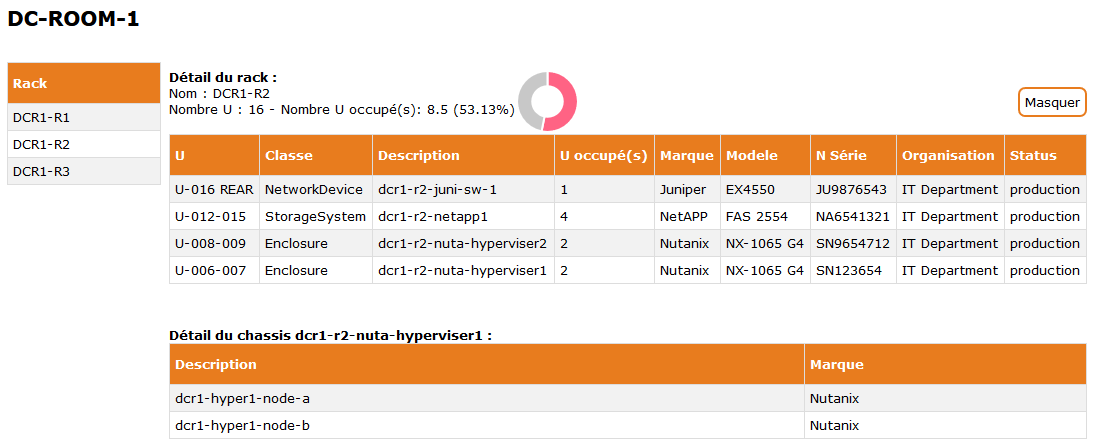 DC-ROOM-1
Rack
DCR1-R1
DCR1-R2
DCR1-R3
Détail du rack :
Nom : DCR1-R2
Nombre U : 16 - Nombre U occupé(s): 8.5 (53.13%)
Masquer
U Classe Description U occupé(s) Marque Modele N Série Organisation Status
U-016 REAR NetworkDevice dcr1-r2-juni-sw-1 1 Juniper EX4550 JU9876543 IT Department production
U-012-015 StorageSystem dcr1-r2-netapp1 4 NetAPP FAS 2554 NA6541321 IT Department production
U-008-009 Enclosure dcr1-r2-nuta-hyperviser2 2 Nutanix NX-1065 G4 SN9654712 IT Department production
U-006-007 Enclosure dcr1-r2-nuta-hyperviser1 2 Nutanix NX-1065 G4 SN123654 IT Department production
Détail du chassis dcr1-r2-nuta-hyperviser1 :
Description Marque
dcr1-hyper1-node-a Nutanix
dcr1-hyper1-node-b Nutanix